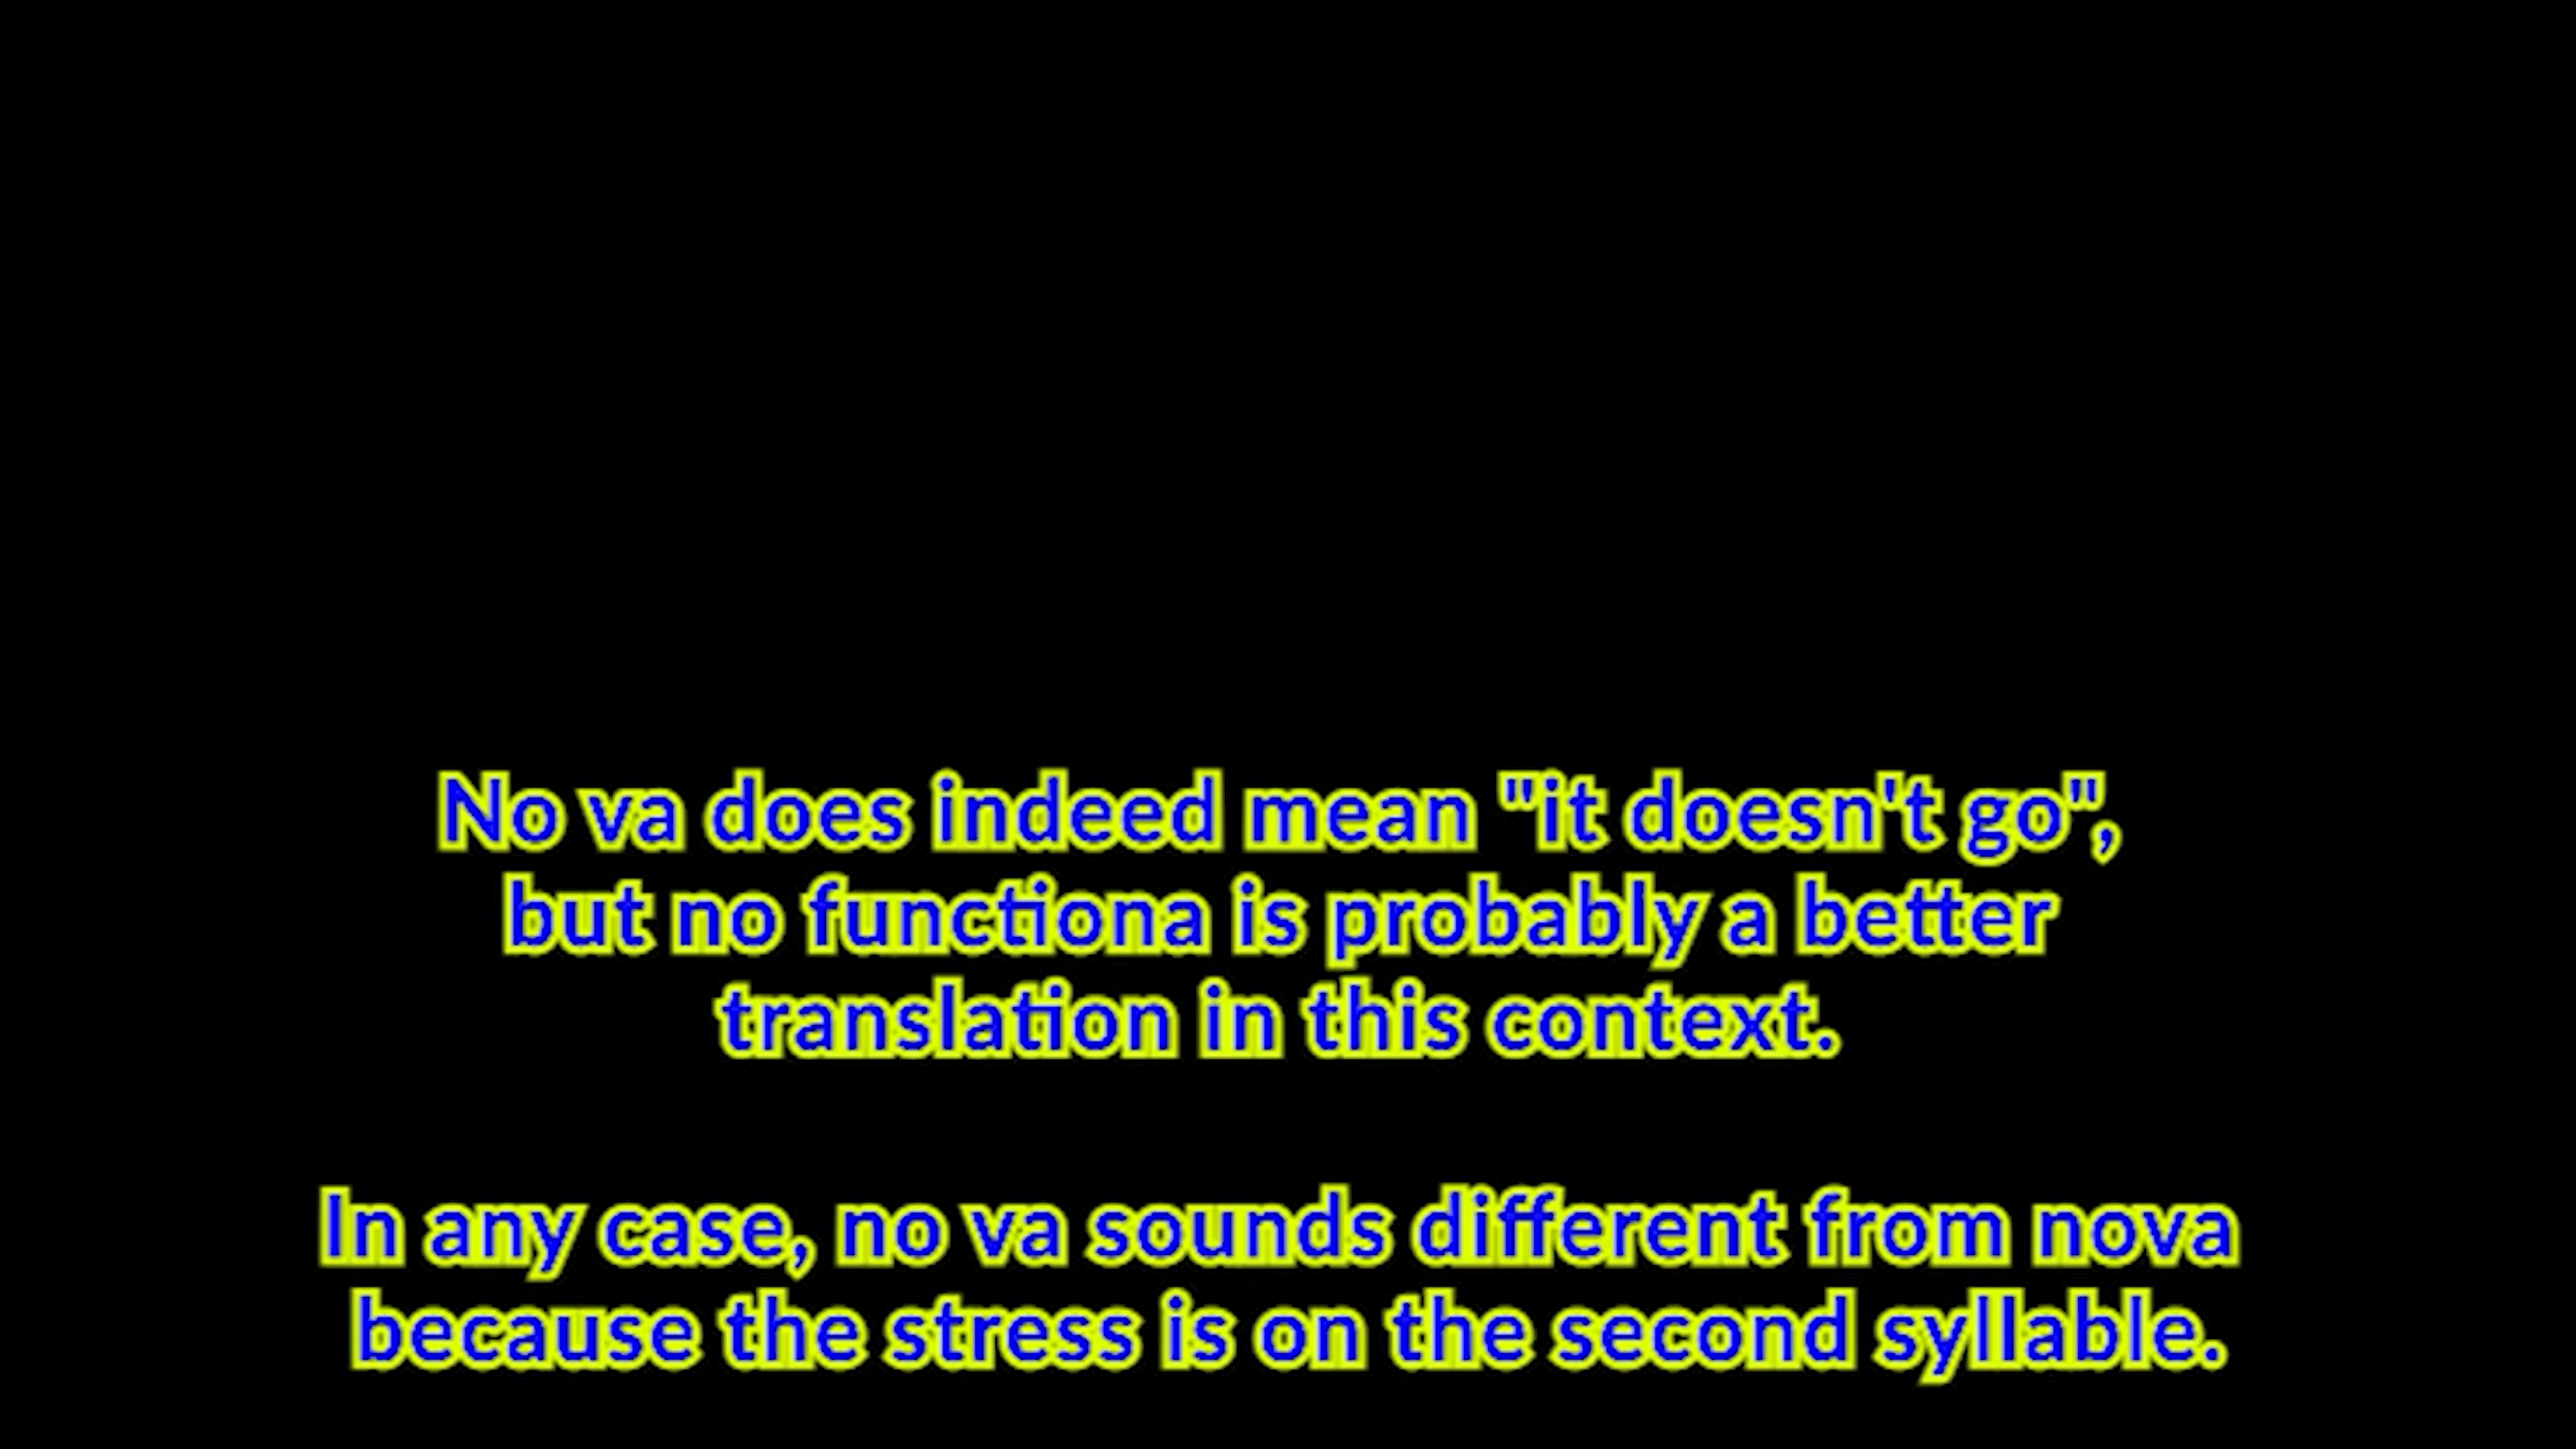 No va does indeed mean "it doesn't go",
but no functiona is probably a better
translation in this context.
In any case, no va sounds different from nova
because the stress is on the second syllable.